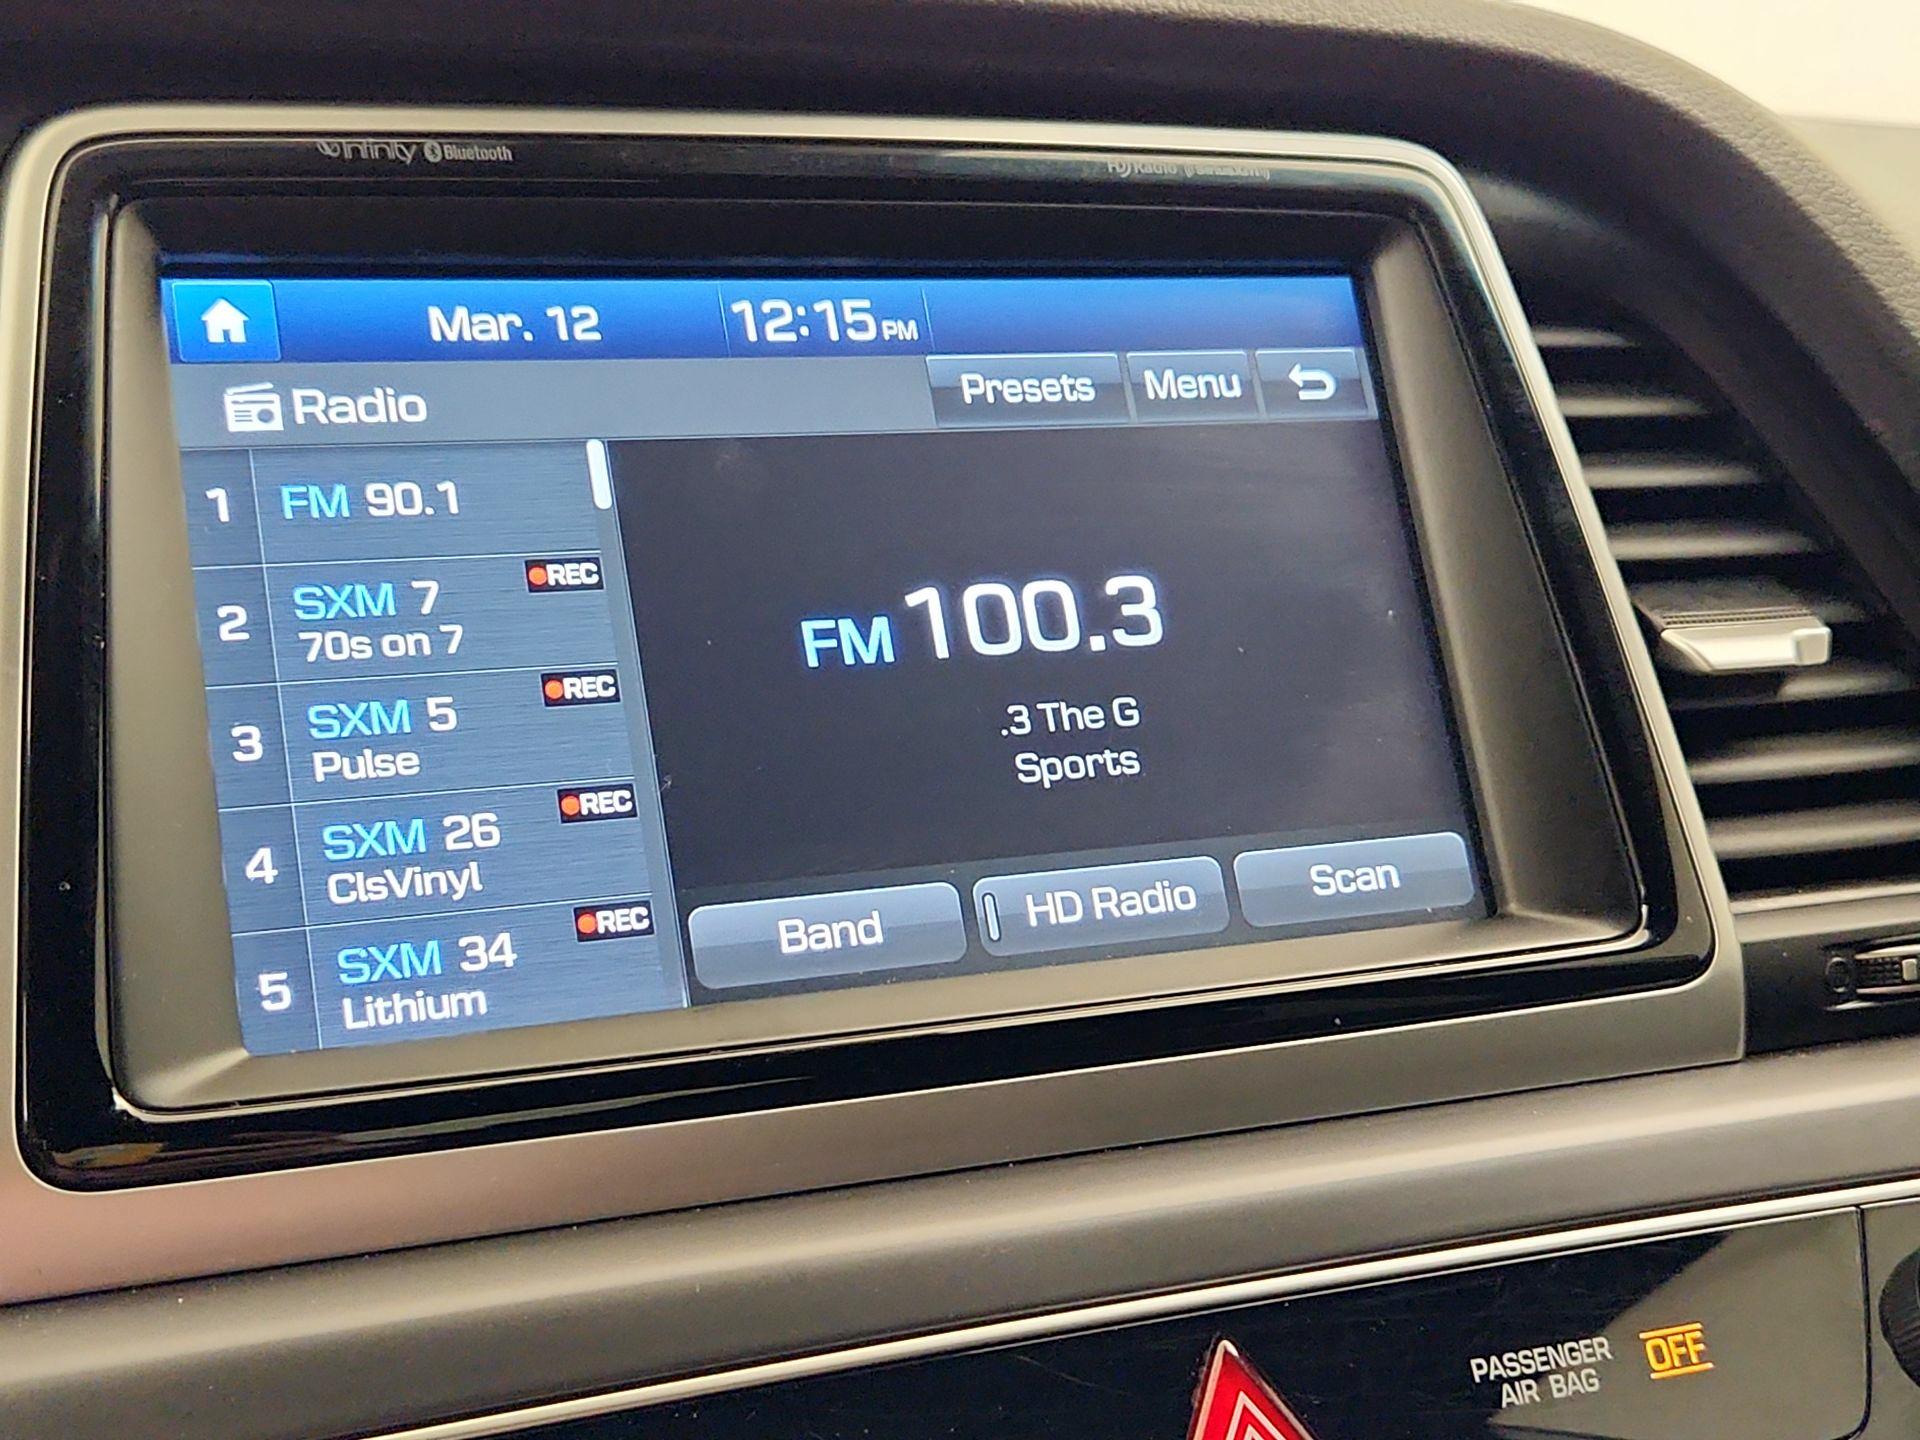 infinity Bluetooth
HD Radio
Mar. 12 12:15 PM
Radio Presets Menu
1 FM 90.1
2 SXM 7 REC
70s on 7
3 SXM 5 REC
Pulse
4 SXM 26 REC
ClsVinyl
5 SXM 34 REC
Lithium
FM 100.3
.3 The G
Sports
Band HD Radio Scan
PASSENGER
AIR BAG
OFF